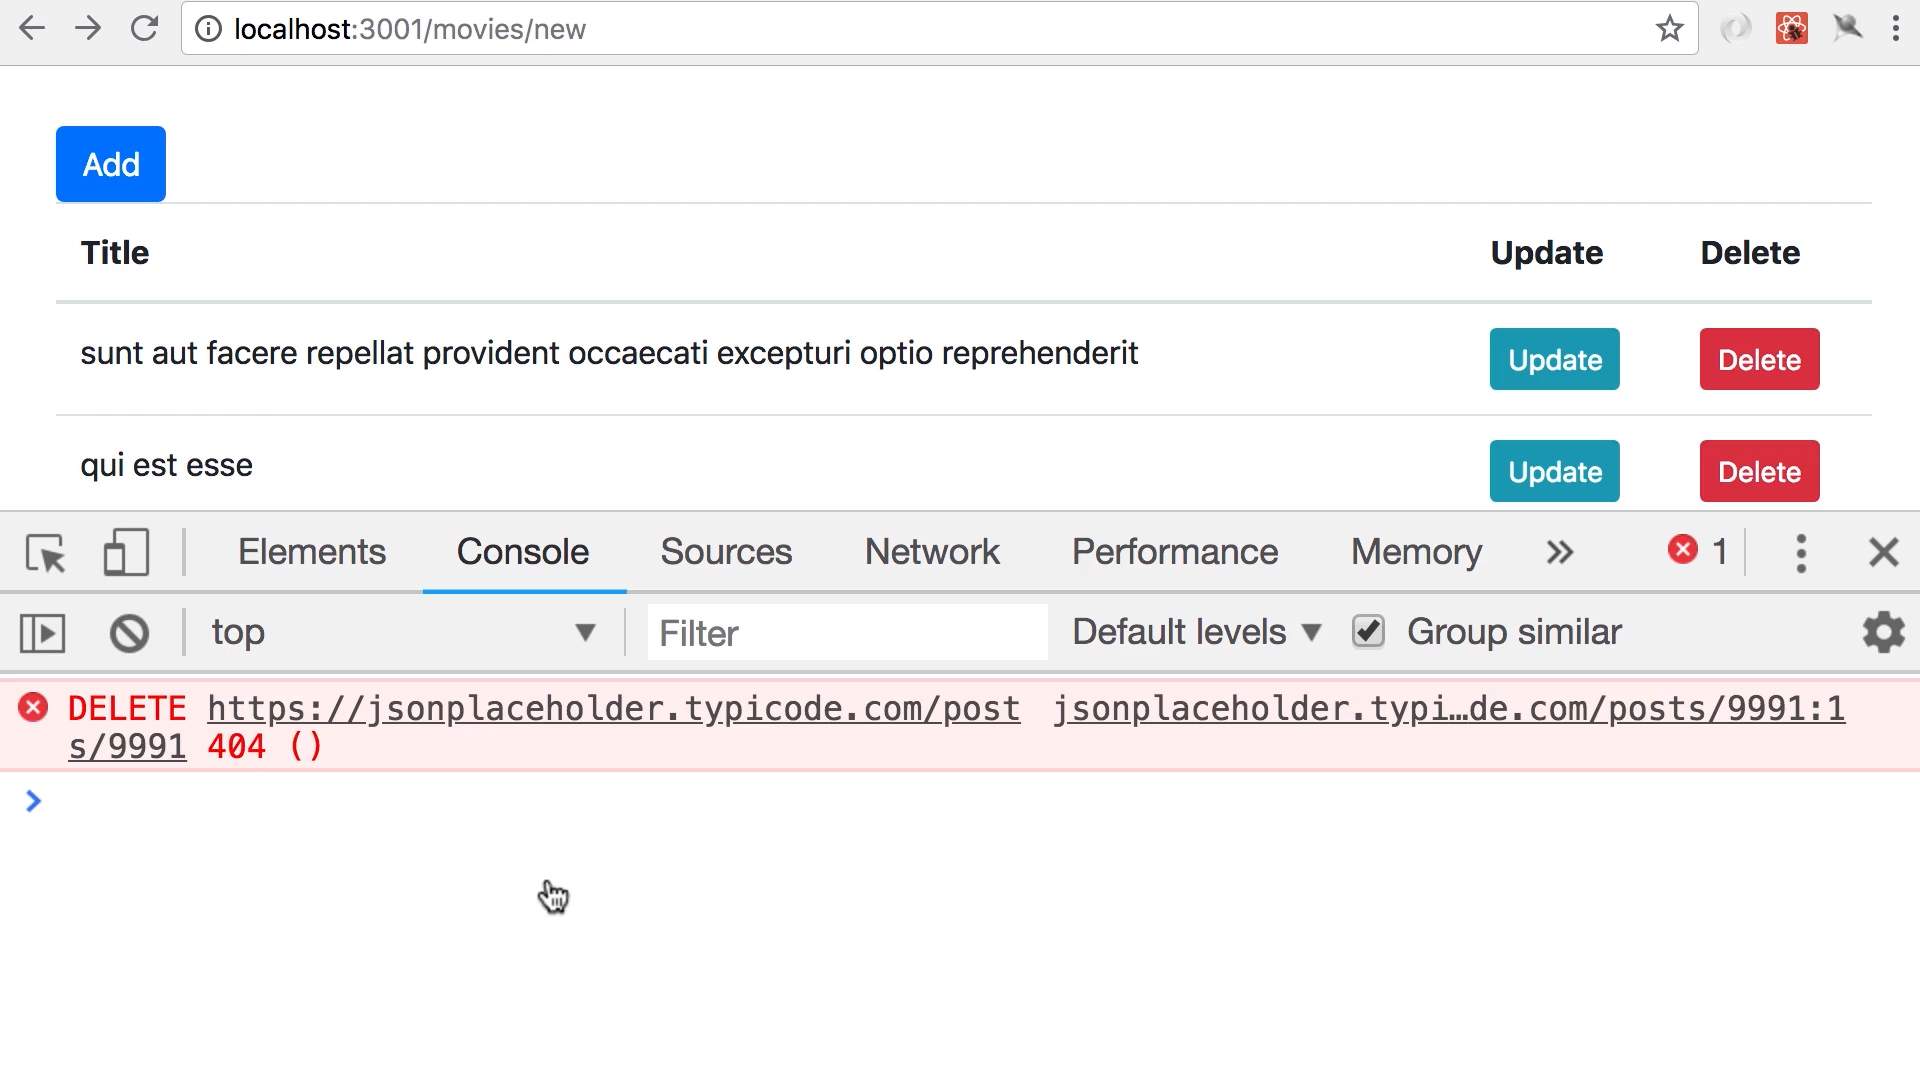 localhost:3001/movies/new
Add
Title Update Delete
sunt aut facere repellat provident occaecati excepturi optio reprehenderit Update Delete
qui est esse Update Delete
Elements Console Sources Network Performance Memory » 1
top Filter Default levels Group similar
DELETE https://jsonplaceholder.typicode.com/post jsonplaceholder.typi…de.com/posts/9991:1
s/9991 404 ()